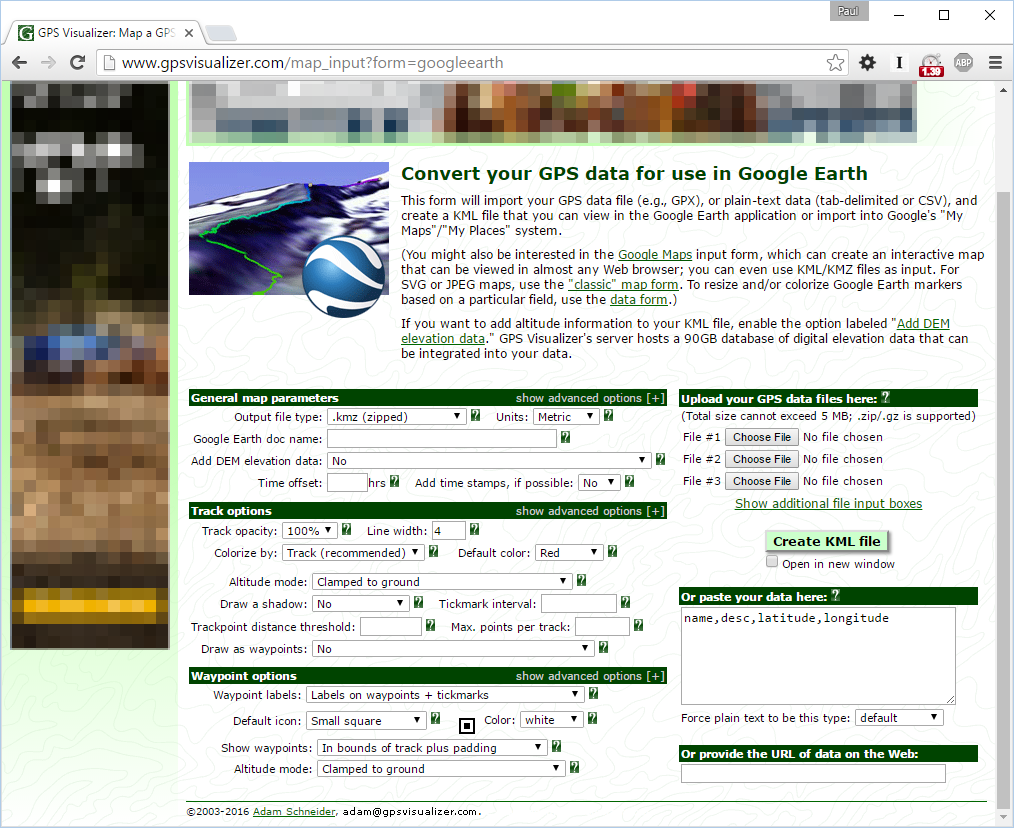 Paul
GPS Visualizer: Map a GPS
www.gpsvisualizer.com/map_input?form=googleearth
1.39
ABP
Convert your GPS data for use in Google Earth
This form will import your GPS data file (e.g., GPX), or plain-text data (tab-delimited or CSV), and
create a KML file that you can view in the Google Earth application or import into Google's "My
Maps"/"My Places" system.
(You might also be interested in the Google Maps input form, which can create an interactive map
that can be viewed in almost any Web browser; you can even use KML/KMZ files as input. For
SVG or JPEG maps, use the "classic" map form. To resize and/or colorize Google Earth markers
based on a particular field, use the data form.)
If you want to add altitude information to your KML file, enable the option labeled "Add DEM
elevation data." GPS Visualizer's server hosts a 90GB database of digital elevation data that can
be integrated into your data.
General map parameters show advanced options [+]
Output file type: .kmz (zipped) ? Units: Metric ?
Google Earth doc name: ?
Add DEM elevation data: No ?
Time offset: hrs ? Add time stamps, if possible: No ?
Track options show advanced options [+]
Track opacity: 100% ? Line width: 4 ?
Colorize by: Track (recommended) ? Default color: Red ?
Altitude mode: Clamped to ground ?
Draw a shadow: No ? Tickmark interval: ?
Trackpoint distance threshold: ? Max. points per track: ?
Draw as waypoints: No ?
Waypoint options show advanced options [+]
Waypoint labels: Labels on waypoints + tickmarks ?
Default icon: Small square ? Color: white ?
Show waypoints: In bounds of track plus padding ?
Altitude mode: Clamped to ground ?
Upload your GPS data files here: ?
(Total size cannot exceed 5 MB; .zip/.gz is supported)
File #1 Choose File No file chosen
File #2 Choose File No file chosen
File #3 Choose File No file chosen
Show additional file input boxes
Create KML file
Open in new window
Or paste your data here: ?
name,desc,latitude,longitude
Force plain text to be this type: default
Or provide the URL of data on the Web:
©2003-2016 Adam Schneider, adam@gpsvisualizer.com.